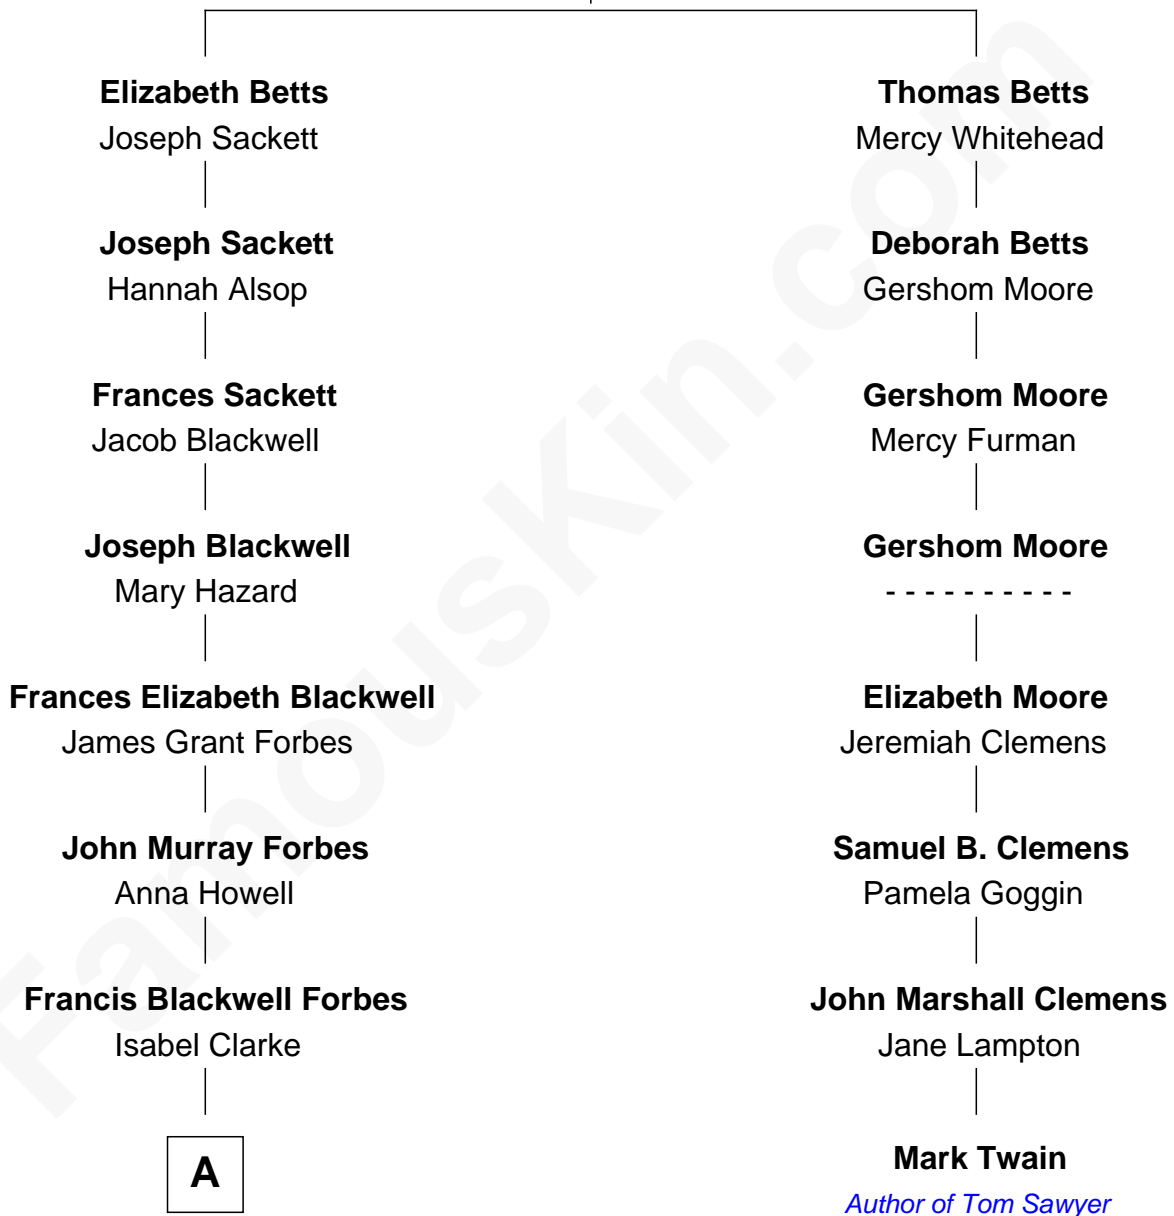 Elizabeth Betts
Joseph Sackett
Thomas Betts
Mercy Whitehead
Joseph Sackett
Hannah Alsop
Deborah Betts
Gershom Moore
Frances Sackett
Jacob Blackwell
Gershom Moore
Mercy Furman
Joseph Blackwell
Mary Hazard
Gershom Moore
- - - - - - - - - -
Frances Elizabeth Blackwell
James Grant Forbes
Elizabeth Moore
Jeremiah Clemens
John Murray Forbes
Anna Howell
Samuel B. Clemens
Pamela Goggin
Francis Blackwell Forbes
Isabel Clarke
John Marshall Clemens
Jane Lampton
A
Mark Twain
Author of Tom Sawyer
FamousKin.com